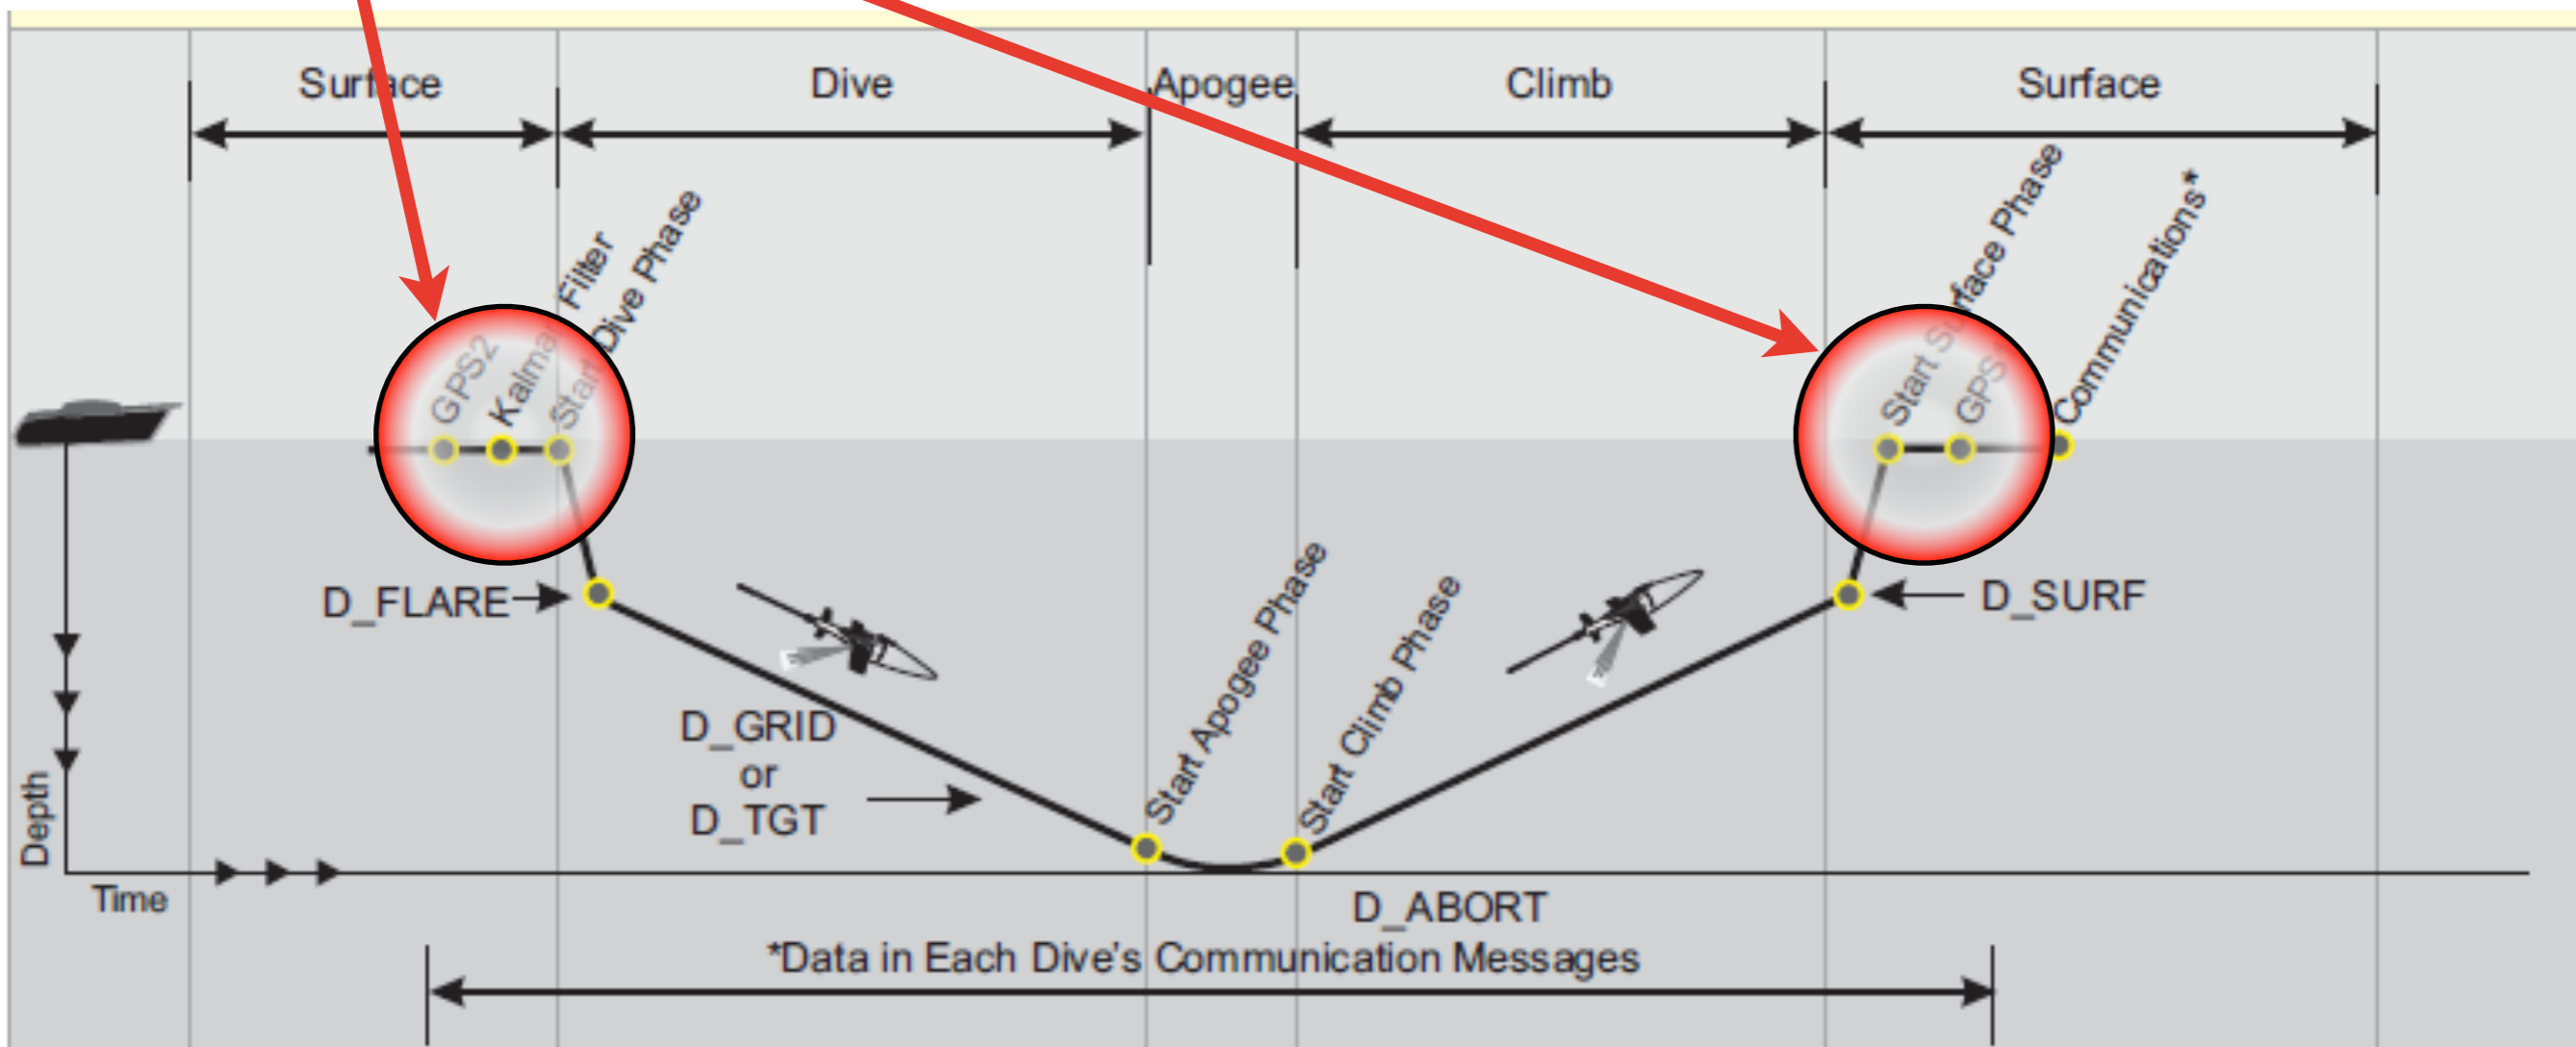 Surface
Dive
Apogee
Climb
Surface
GPS2
Kalman Filter
Start Dive Phase
Start Surface Phase
GPS
Communications*
D_FLARE
D_SURF
D_GRID
or
D_TGT
Start Apogee Phase
Start Climb Phase
Depth
Time
D_ABORT
*Data in Each Dive's Communication Messages